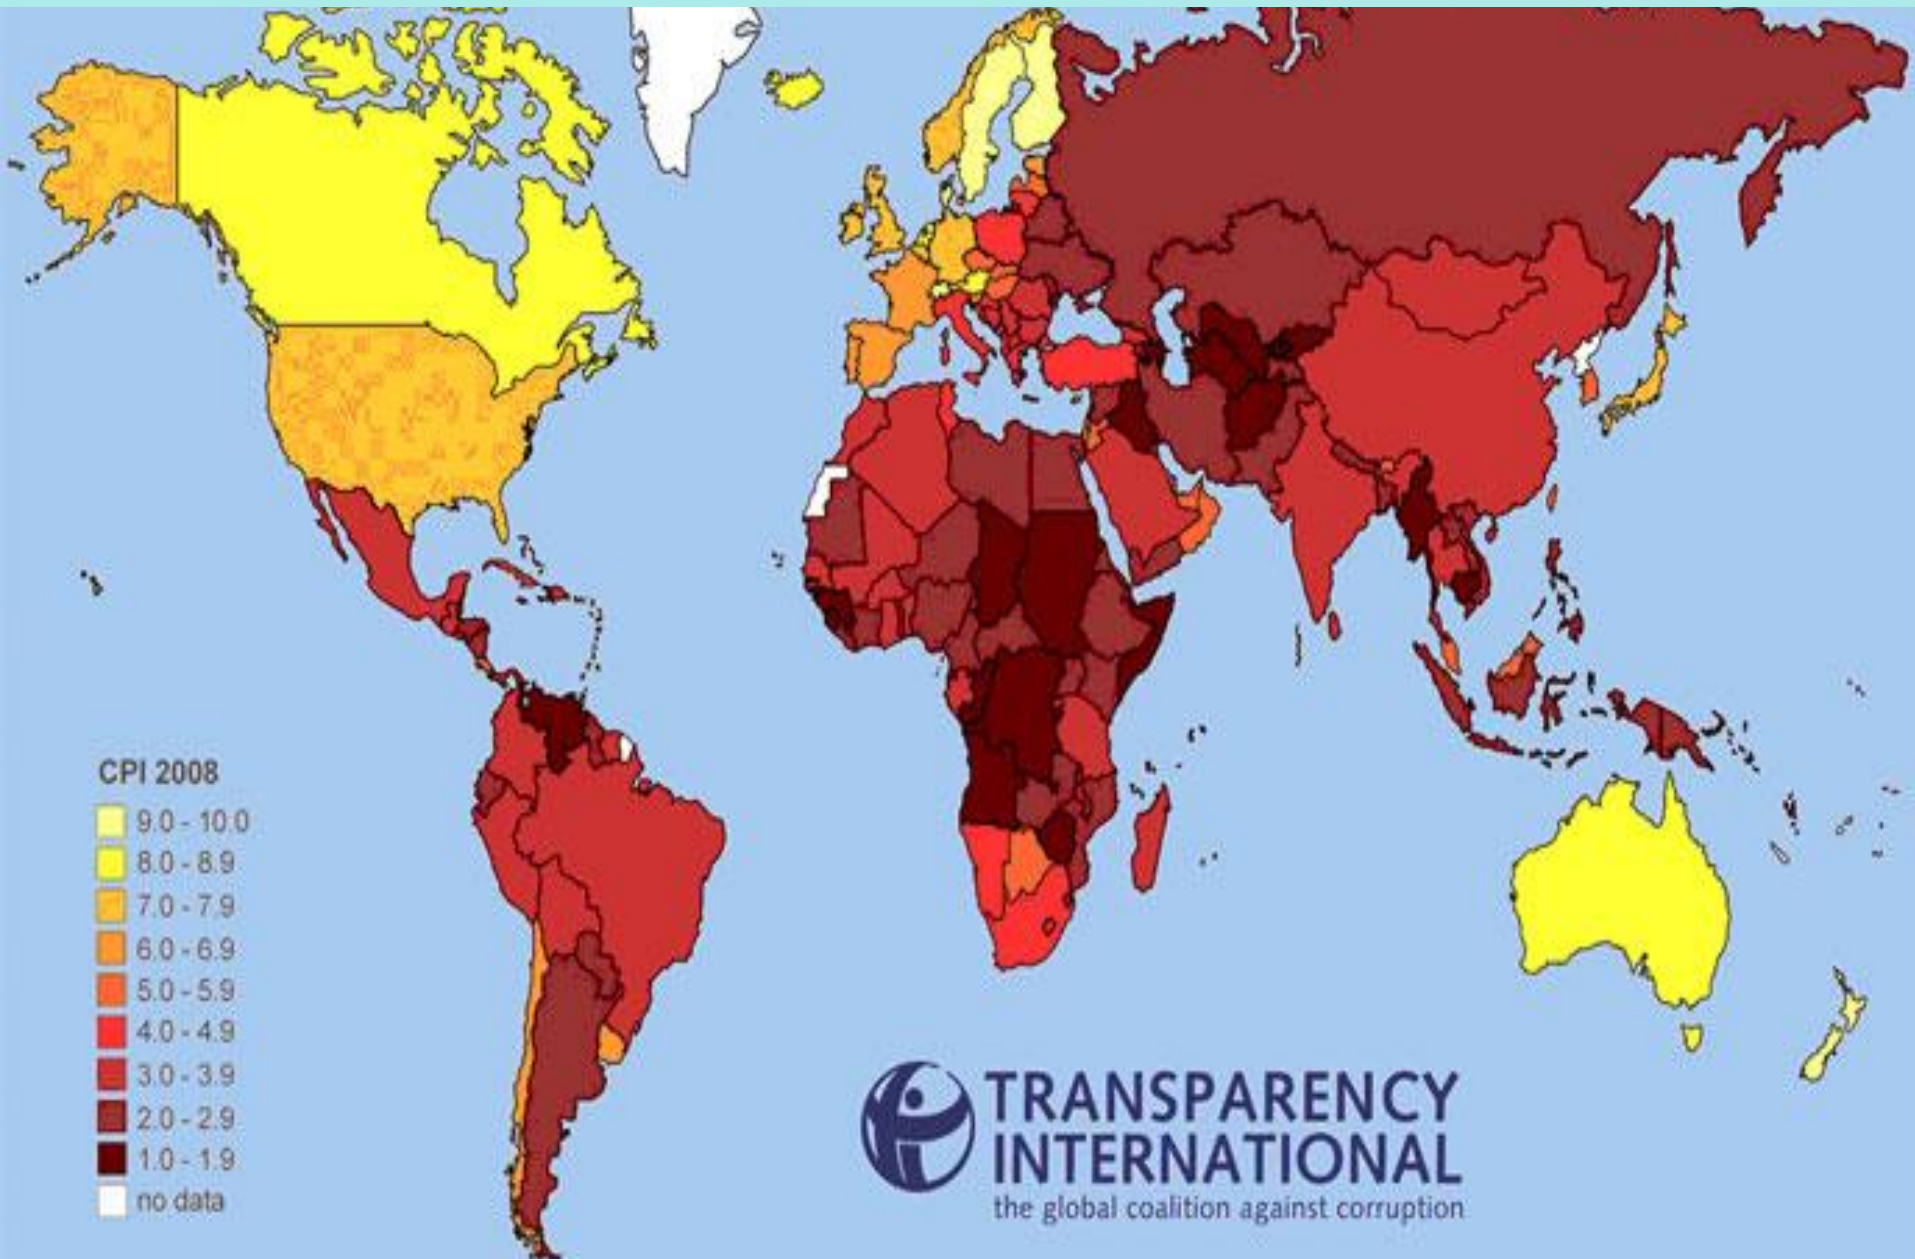 CPI 2008
9.0 - 10.0
8.0 - 8.9
7.0 - 7.9
6.0 - 6.9
5.0 - 5.9
4.0 - 4.9
3.0 - 3.9
2.0 - 2.9
1.0 - 1.9
no data
TRANSPARENCY
INTERNATIONAL
the global coalition against corruption